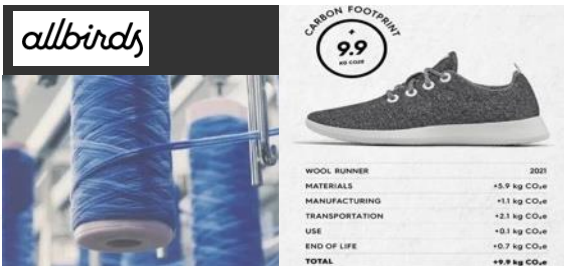 allbirds
CARBON FOOTPRINT
+
9.9
KG CO2E
WOOL RUNNER 2021
MATERIALS +5.9 kg CO₂e
MANUFACTURING +1.1 kg CO₂e
TRANSPORTATION +2.1 kg CO₂e
USE +0.1 kg CO₂e
END OF LIFE +0.7 kg CO₂e
TOTAL +9.9 kg CO₂e